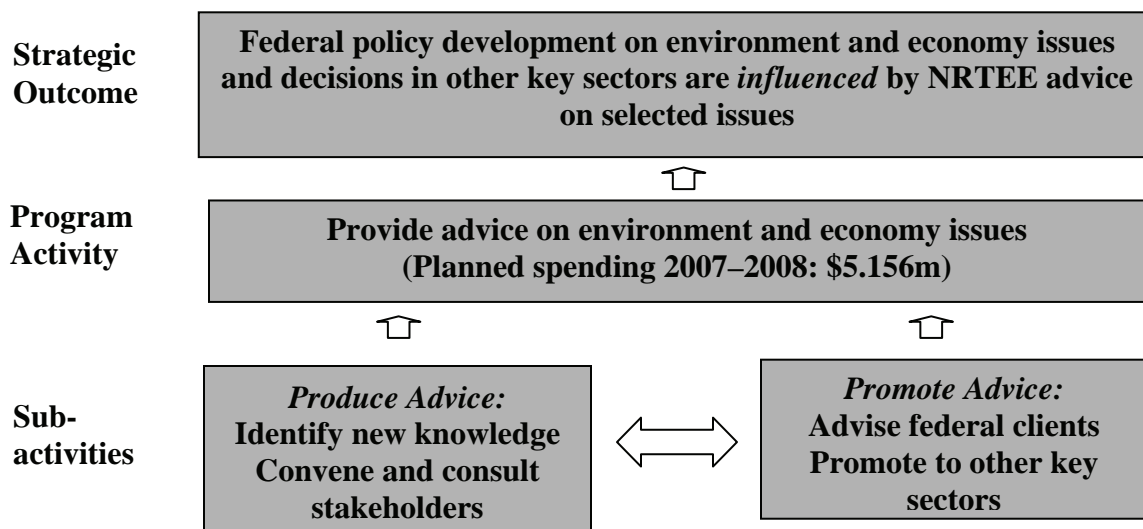 Strategic
Outcome
Federal policy development on environment and economy issues
and decisions in other key sectors are influenced by NRTEE advice
on selected issues
Program
Activity
Provide advice on environment and economy issues
(Planned spending 2007–2008: $5.156m)
Sub-
activities
Produce Advice:
Identify new knowledge
Convene and consult
stakeholders
Promote Advice:
Advise federal clients
Promote to other key
sectors